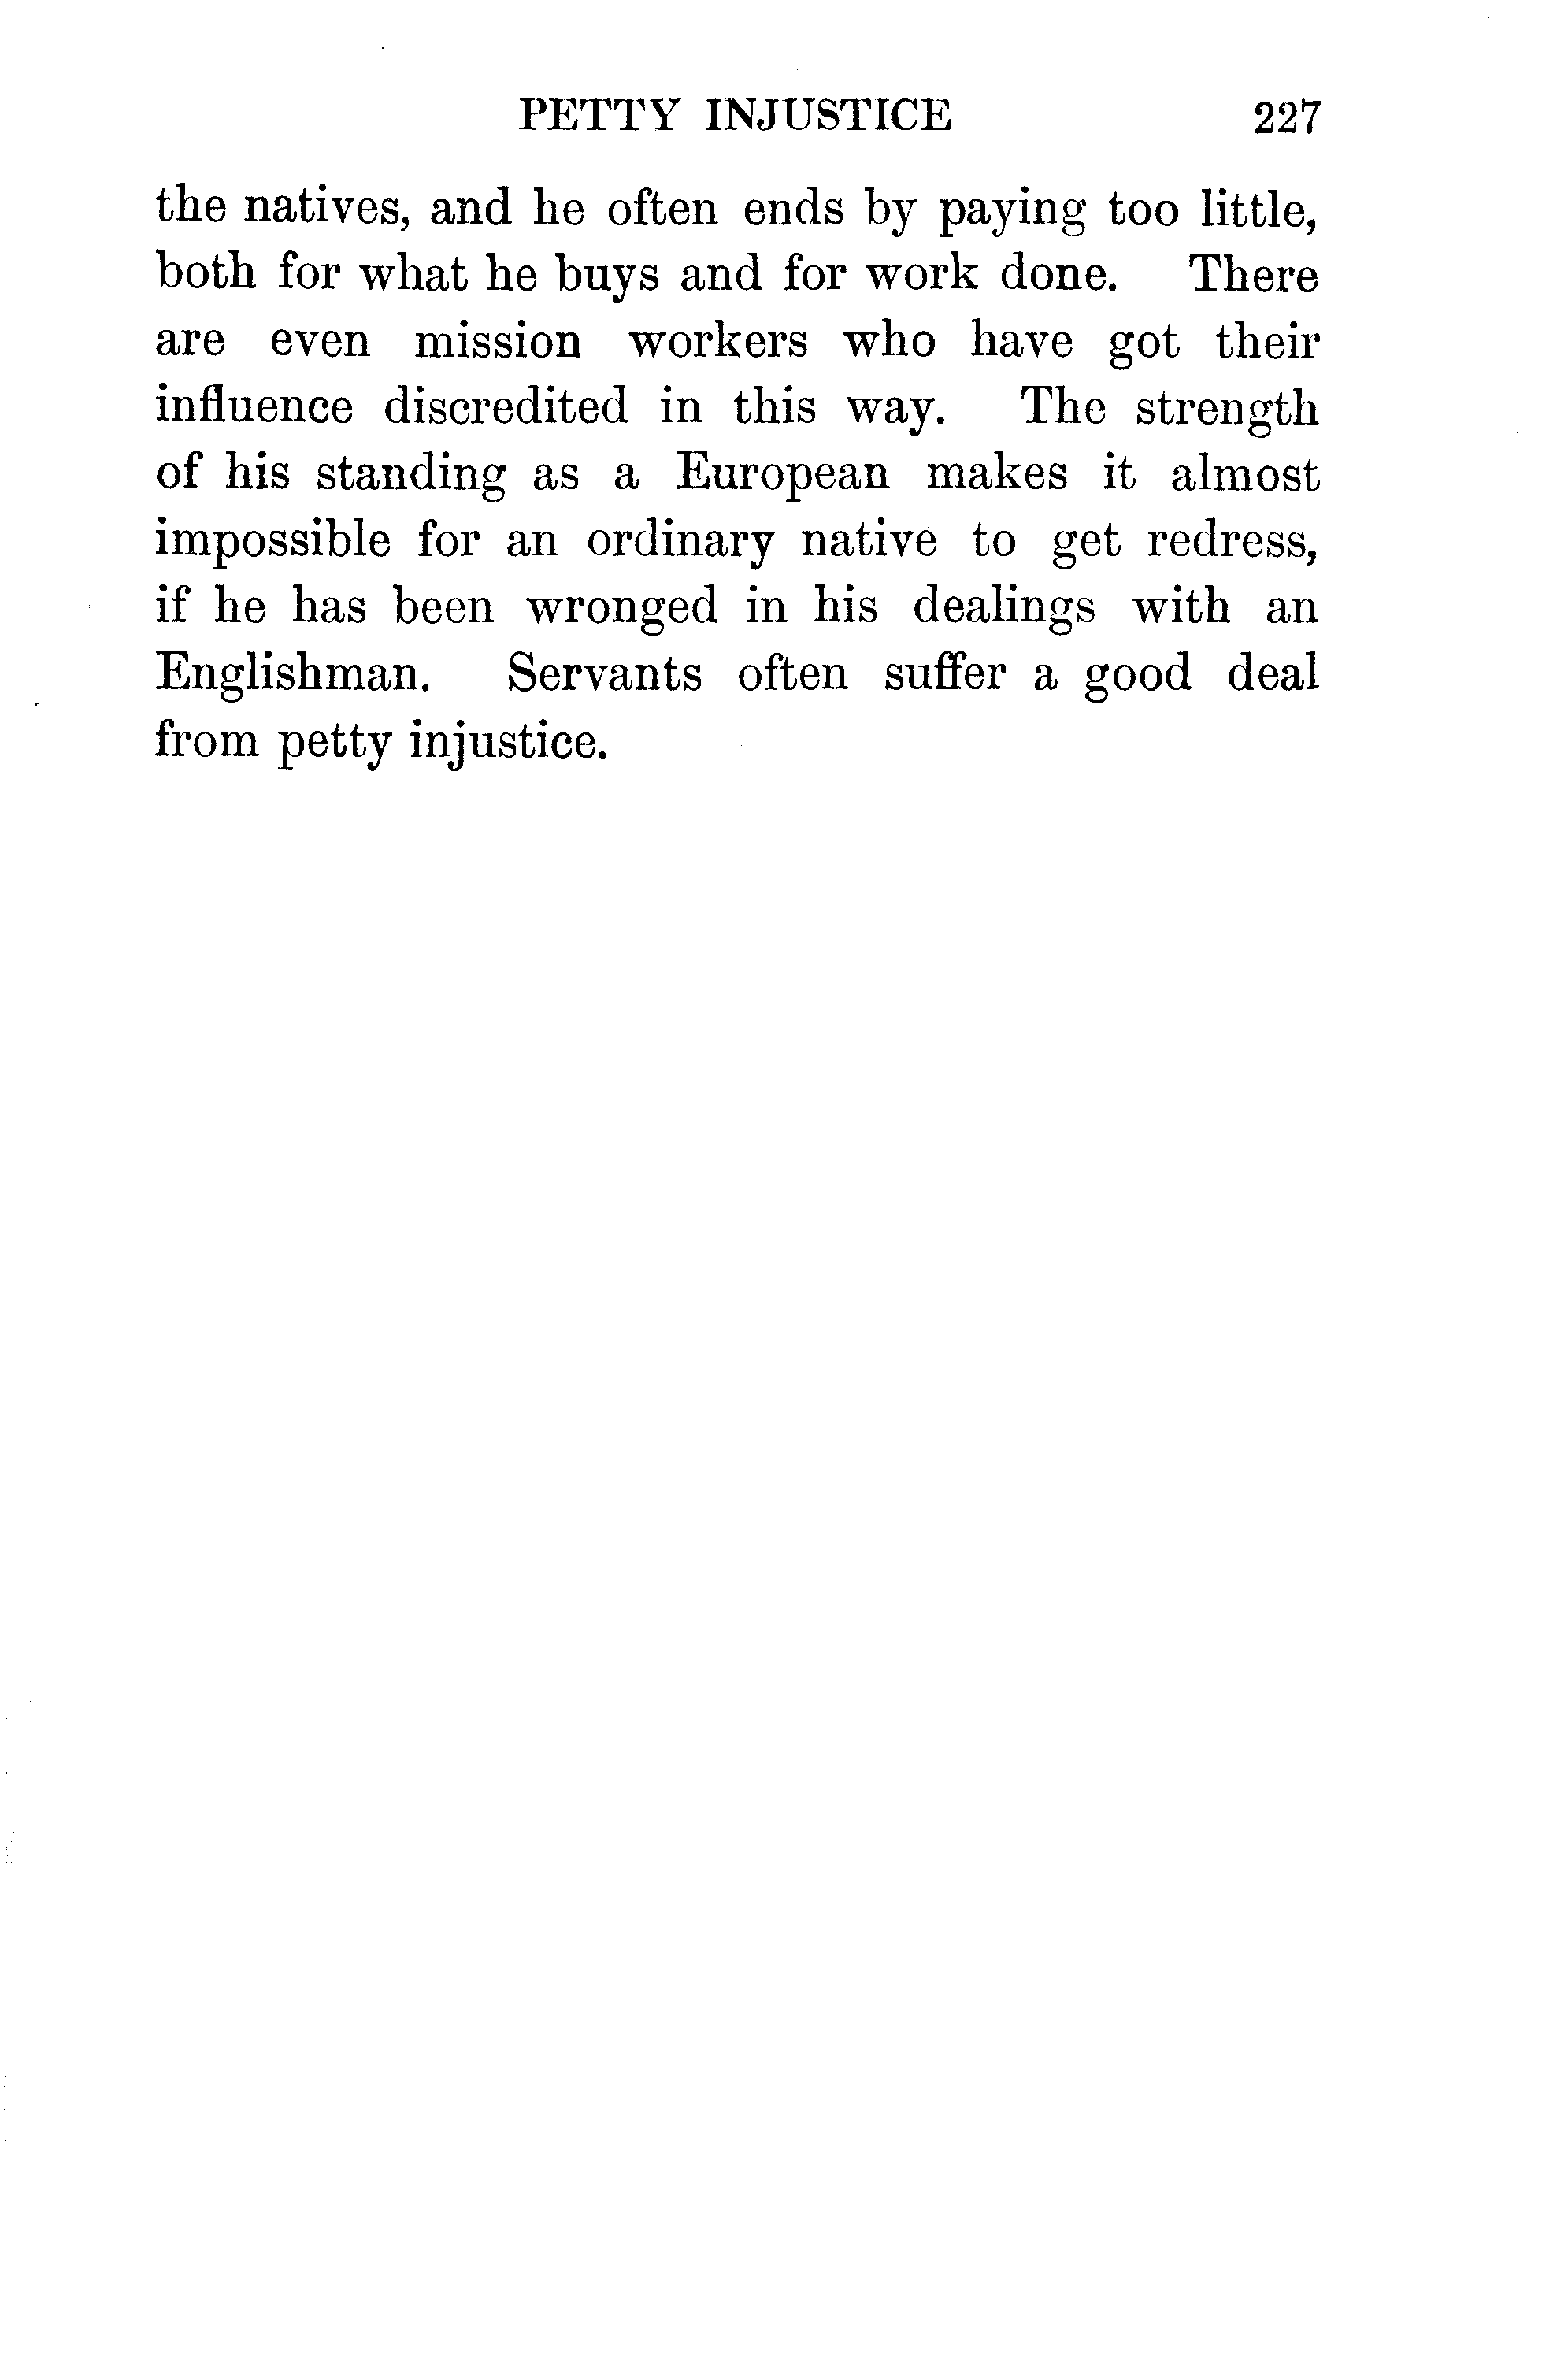 PETTY INJUSTICE 227
the natives, and he often ends by paying too little,
both for what he buys and for work done. There
are even mission workers who have got their
influence discredited in this way. The strength
of his standing as a European makes it almost
impossible for an ordinary native to get redress,
if he has been wronged in his dealings with an
Englishman. Servants often suffer a good deal
from petty injustice.